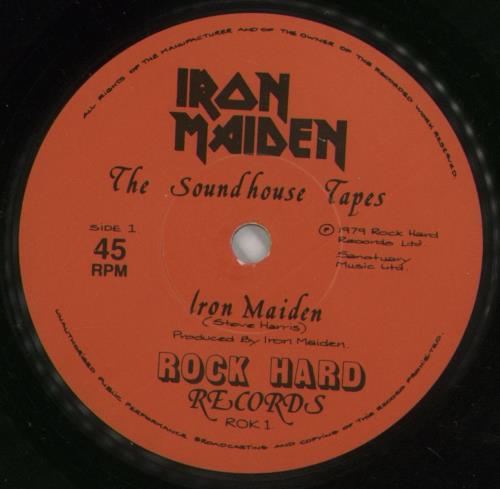 ALL RIGHTS OF THE MANUFACTURER AND OF THE OWNER OF THE RECORDED WORK RESERVED.
IRON
MAIDEN
The Soundhouse Tapes
SIDE 1
45
RPM
Ⓟ 1979 Rock Hard
Records Ltd.
Sanctuary
Music Ltd.
Iron Maiden
(Steve Harris)
Produced By Iron Maiden.
ROCK HARD
RECORDS
ROK 1
UNAUTHORISED PUBLIC PERFORMANCE BROADCASTING AND COPYING OF THIS RECORD PROHIBITED.